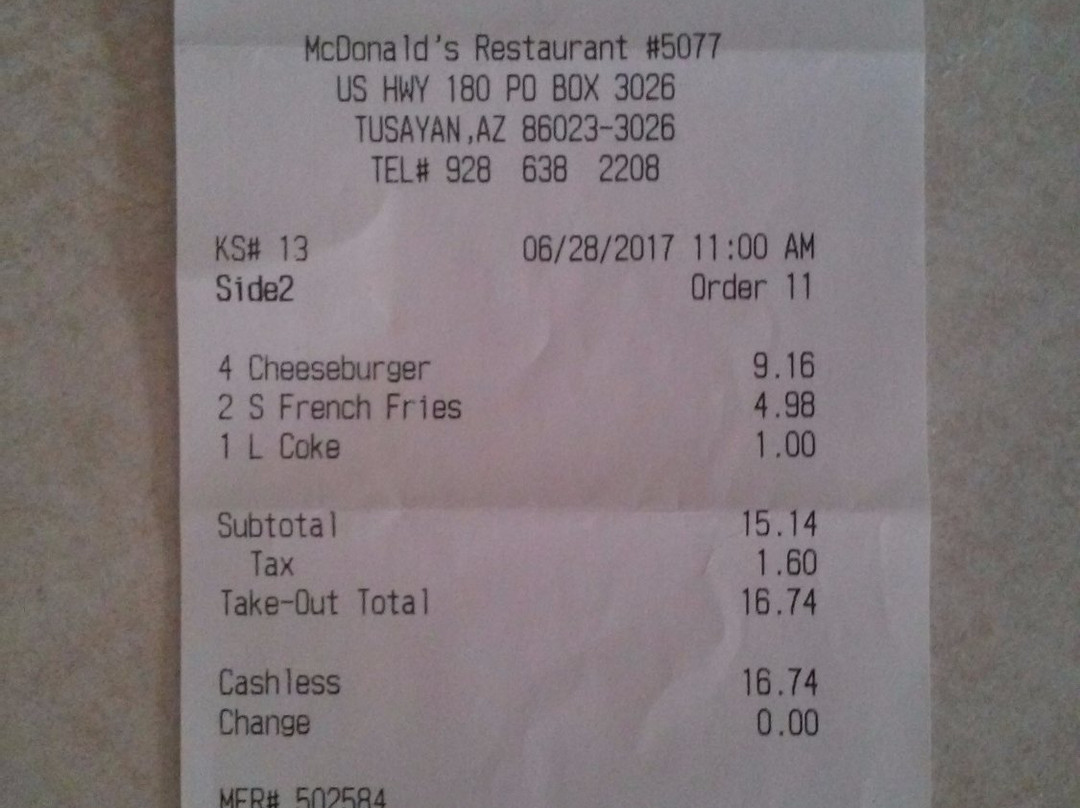 McDonald's Restaurant #5077
US HWY 180 PO BOX 3026
TUSAYAN,AZ 86023-3026
TEL# 928 638 2208
KS# 13 06/28/2017 11:00 AM
Side2 Order 11
4 Cheeseburger 9.16
2 S French Fries 4.98
1 L Coke 1.00
Subtotal 15.14
Tax 1.60
Take-Out Total 16.74
Cashless 16.74
Change 0.00
MER# 502584